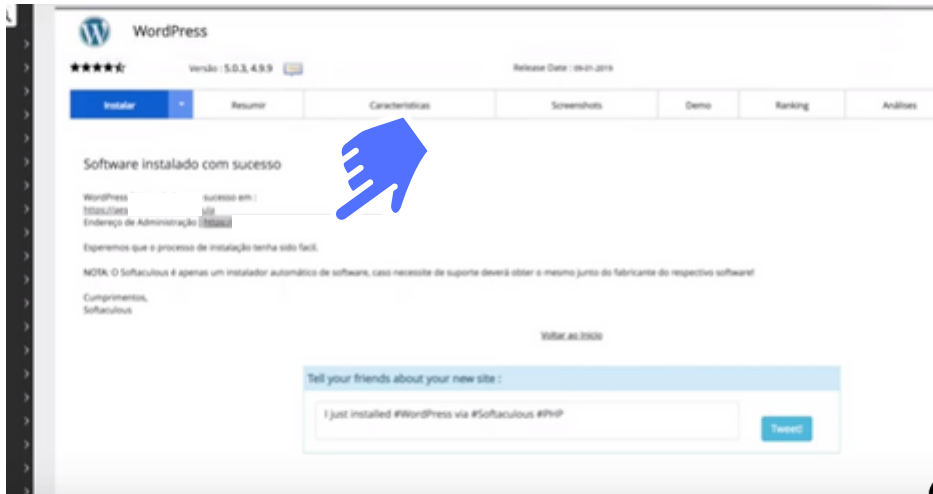 WordPress
Versão : 5.0.3, 4.9.9
Release Date : 09-01-2019
Instalar
Resumir
Características
Screenshots
Demo
Ranking
Análises
Software instalado com sucesso
WordPress sucesso em :
https://aes
Endereço de Administração : https://
Esperemos que o processo de instalação tenha sido facil.
NOTA: O Softaculous é apenas um instalador automático de software, caso necessite de suporte deverá obter o mesmo junto do fabricante do respectivo software!
Cumprimentos,
Softaculous
Voltar ao Início
Tell your friends about your new site :
I just installed #WordPress via #Softaculous #PHP
Tweet!